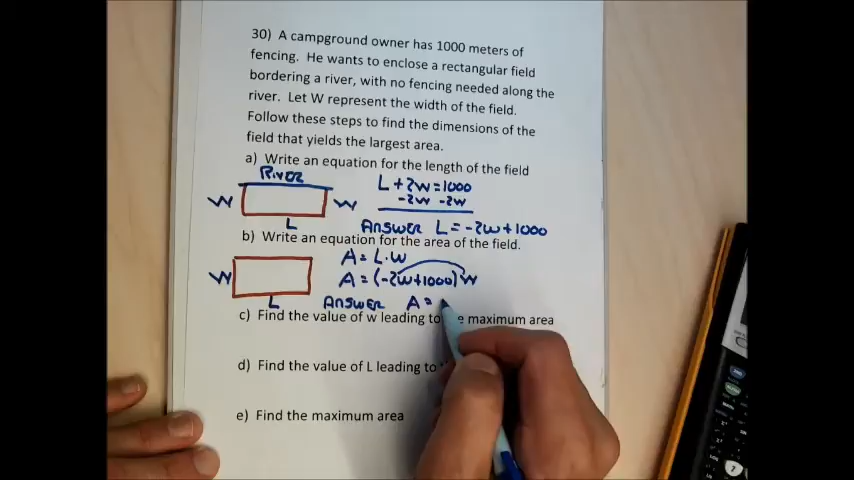 30) A campground owner has 1000 meters of
fencing. He wants to enclose a rectangular field
bordering a river, with no fencing needed along the
river. Let W represent the width of the field.
Follow these steps to find the dimensions of the
field that yields the largest area.
a) Write an equation for the length of the field
River
L + 2w = 1000
W
W
-2w -2w
L
Answer L = -2w + 1000
b) Write an equation for the area of the field.
A = L · W
W
A = (-2w + 1000) W
L
Answer A =
c) Find the value of w leading to maximum area
d) Find the value of L leading to
e) Find the maximum area